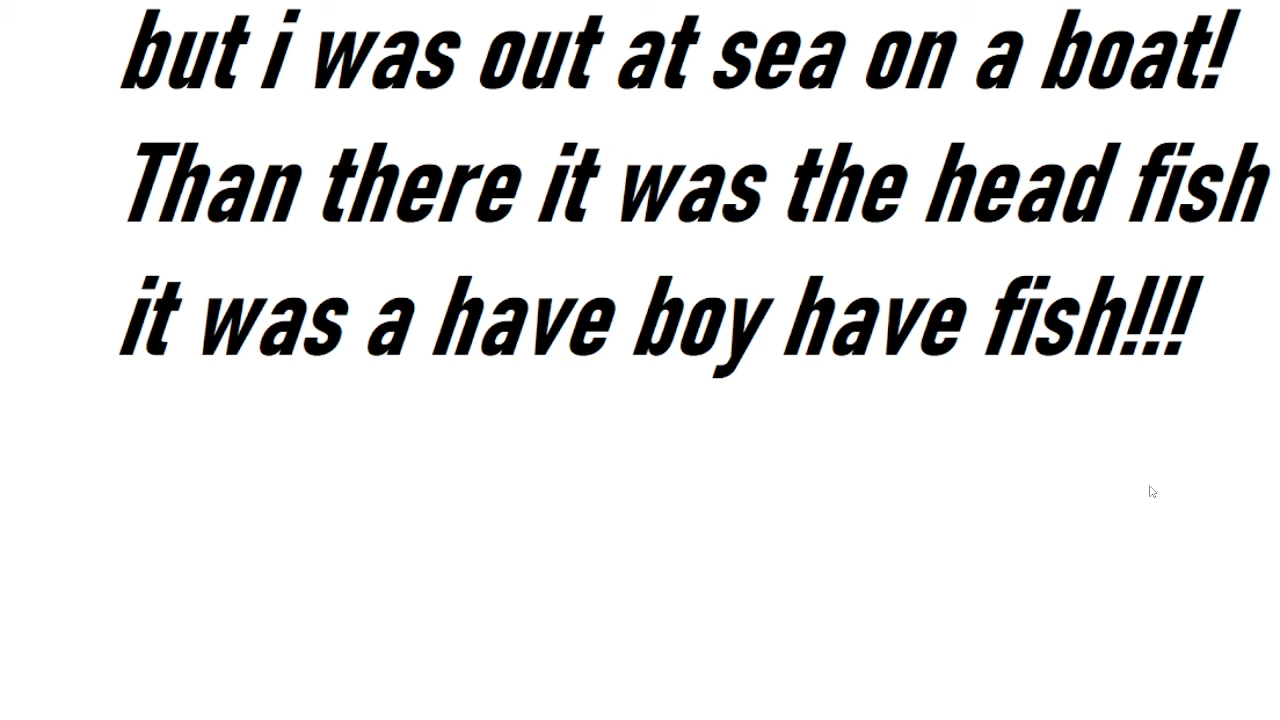 but i was out at sea on a boat!
Than there it was the head fish
it was a have boy have fish!!!